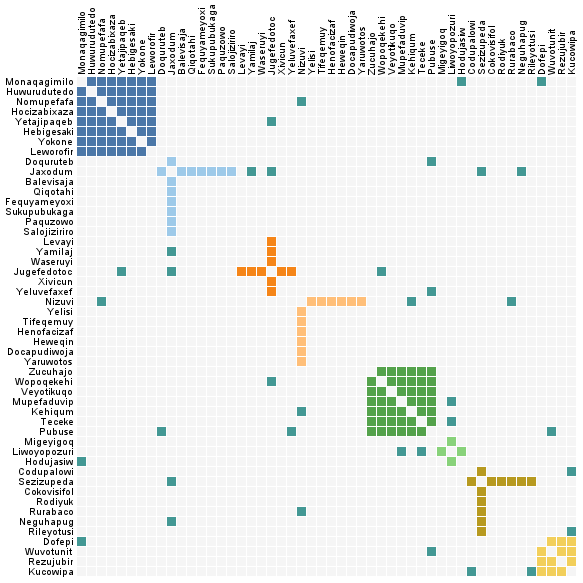 Monaqagimilo
Huwurudutedo
Nomupefafa
Hocizabixaza
Yetajipaqeb
Hebigesaki
Yokone
Leworofir
Doquruteb
Jaxodum
Balevisaja
Qiqotahi
Fequyameyoxi
Sukupubukaga
Paquzowo
Salojiziriro
Levayi
Yamilaj
Waseruyi
Jugefedotoc
Xivicun
Yeluvefaxef
Nizuvi
Yelisi
Tifeqemuy
Henofacizaf
Heweqin
Docapudiwoja
Yaruwotos
Zucuhajo
Wopoqekehi
Veyotikuqo
Mupefaduvip
Kehiqum
Teceke
Pubuse
Migeyigoq
Liwoyopozuri
Hodujasiw
Codupalowi
Sezizupeda
Cokovisifol
Rodiyuk
Rurabaco
Neguhapug
Rileyotusi
Dofepi
Wuvotunit
Rezujubir
Kucowipa
Monaqagimilo
Huwurudutedo
Nomupefafa
Hocizabixaza
Yetajipaqeb
Hebigesaki
Yokone
Leworofir
Doquruteb
Jaxodum
Balevisaja
Qiqotahi
Fequyameyoxi
Sukupubukaga
Paquzowo
Salojiziriro
Levayi
Yamilaj
Waseruyi
Jugefedotoc
Xivicun
Yeluvefaxef
Nizuvi
Yelisi
Tifeqemuy
Henofacizaf
Heweqin
Docapudiwoja
Yaruwotos
Zucuhajo
Wopoqekehi
Veyotikuqo
Mupefaduvip
Kehiqum
Teceke
Pubuse
Migeyigoq
Liwoyopozuri
Hodujasiw
Codupalowi
Sezizupeda
Cokovisifol
Rodiyuk
Rurabaco
Neguhapug
Rileyotusi
Dofepi
Wuvotunit
Rezujubir
Kucowipa